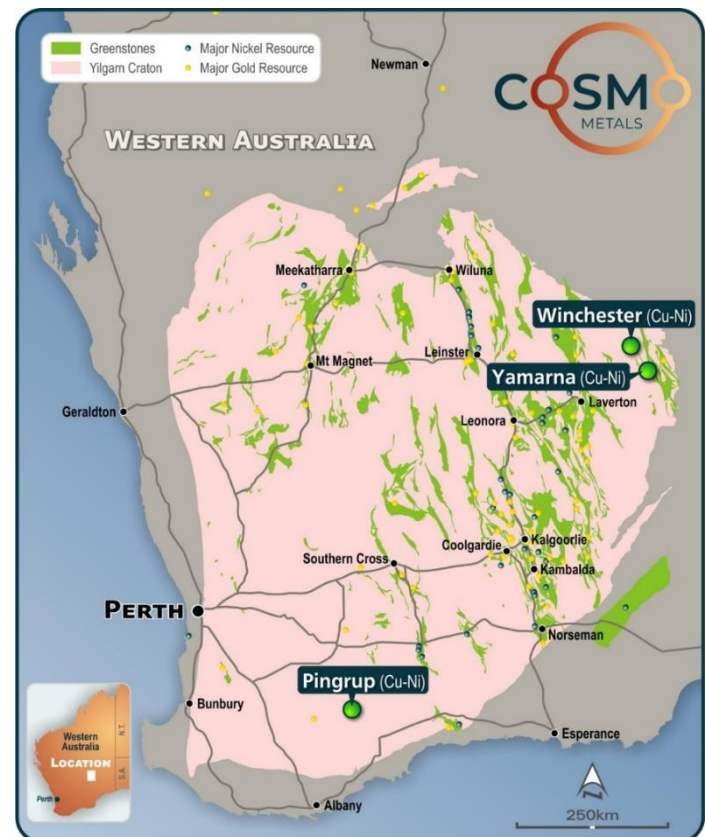 Greenstones
Major Nickel Resource
Yilgarn Craton
Major Gold Resource
Newman
COSMO
METALS
WESTERN AUSTRALIA
Meekatharra
Wiluna
Winchester (Cu-Ni)
Leinster
Mt Magnet
Yamarna (Cu-Ni)
Laverton
Geraldton
Leonora
Kalgoorlie
Coolgardie
Southern Cross
Kambalda
PERTH
Norseman
Pingrup (Cu-Ni)
Bunbury
Esperance
Albany
Western
Australia
LOCATION
N.T.
S.A.
Perth
N
250km